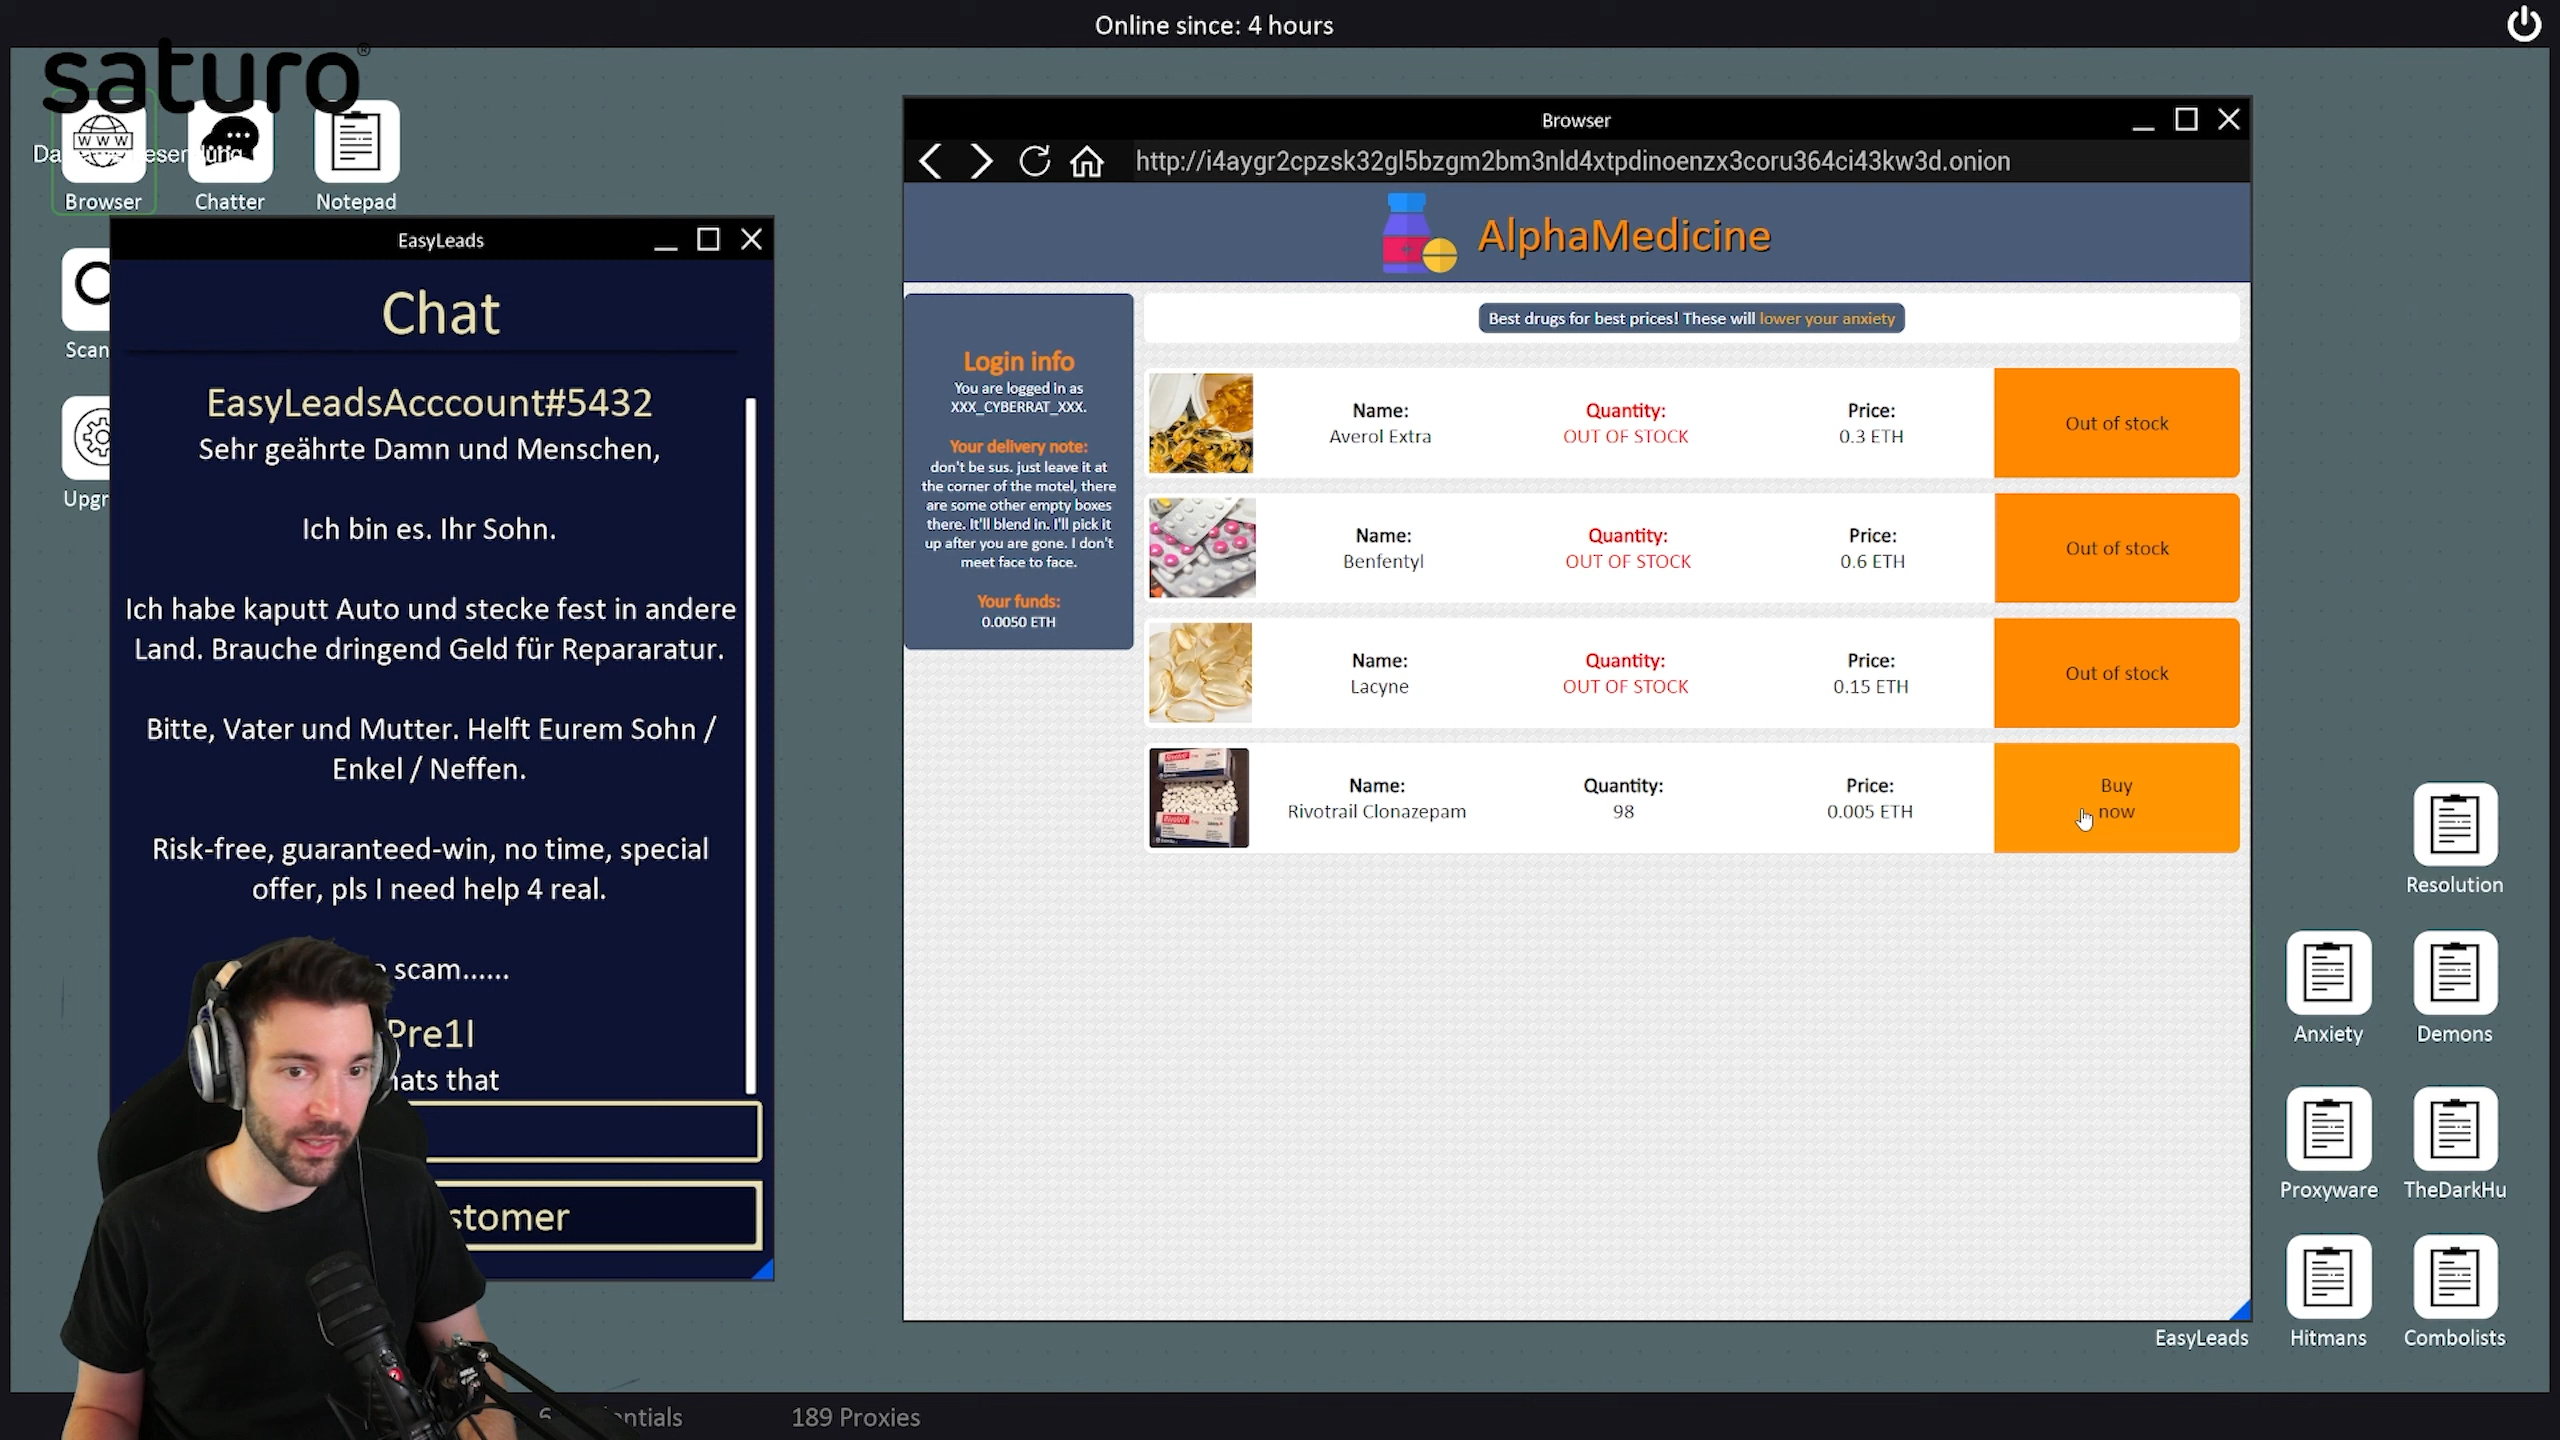 Online since: 4 hours
saturo®
Browser
Chatter
Notepad
Scan
Upgr
EasyLeads
Chat
EasyLeadsAcccount#5432
Sehr geährte Damn und Menschen,
Ich bin es. Ihr Sohn.
Ich habe kaputt Auto und stecke fest in andere
Land. Brauche dringend Geld für Repararatur.
Bitte, Vater und Mutter. Helft Eurem Sohn /
Enkel / Neffen.
Risk-free, guaranteed-win, no time, special
offer, pls I need help 4 real.
scam......
Pre1l
that
Browser
http://i4aygr2cpzsk32gl5bzgm2bm3nld4xtpdinoenzx3coru364ci43kw3d.onion
AlphaMedicine
Login info
You are logged in as
XXX_CYBERRAT_XXX.
Your delivery note:
don't be sus. just leave it at
the corner of the motel, there
are some other empty boxes
there. It'll blend in. I'll pick it
up after you are gone. I don't
meet face to face.
Your funds:
0.0050 ETH
Best drugs for best prices! These will lower your anxiety
Name: Quantity: Price:
Averol Extra OUT OF STOCK 0.3 ETH
Out of stock
Name: Quantity: Price:
Benfentyl OUT OF STOCK 0.6 ETH
Out of stock
Name: Quantity: Price:
Lacyne OUT OF STOCK 0.15 ETH
Out of stock
Name: Quantity: Price:
Rivotrail Clonazepam 98 0.005 ETH
Buy
now
Resolution
Anxiety
Demons
Proxyware
TheDarkHu
EasyLeads
Hitmans
Combolists
189 Proxies